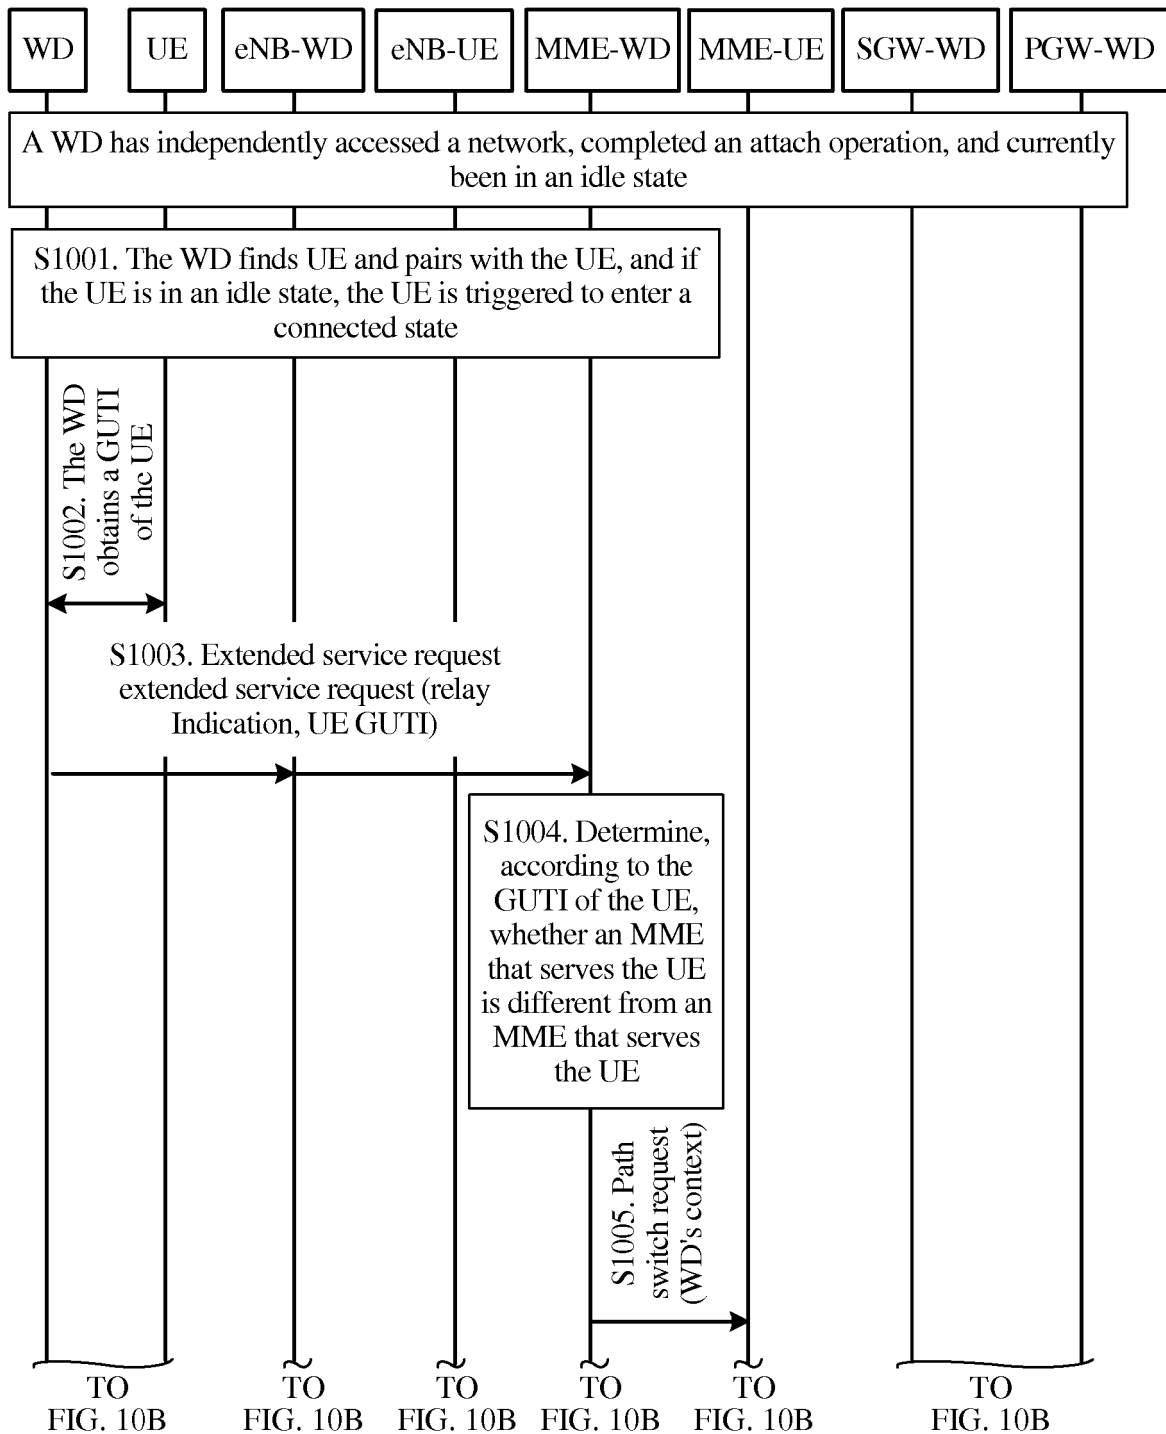 WD
UE
eNB-WD
eNB-UE
MME-WD
MME-UE
SGW-WD
PGW-WD
A WD has independently accessed a network, completed an attach operation, and currently
been in an idle state
S1001. The WD finds UE and pairs with the UE, and if
the UE is in an idle state, the UE is triggered to enter a
connected state
S1002. The WD
obtains a GUTI
of the UE
S1003. Extended service request
extended service request (relay
Indication, UE GUTI)
S1004. Determine,
according to the
GUTI of the UE,
whether an MME
that serves the UE
is different from an
MME that serves
the UE
S1005. Path
switch request
(WD's context)
TO
FIG. 10B
TO
FIG. 10B
TO
FIG. 10B
TO
FIG. 10B
TO
FIG. 10B
TO
FIG. 10B